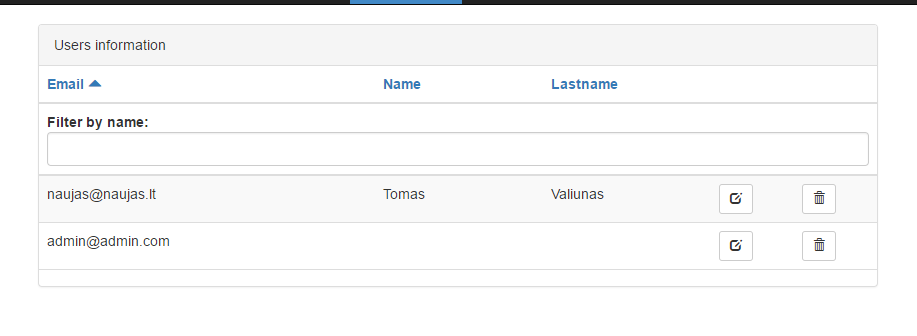 Users information
Email Name Lastname
Filter by name:
naujas@naujas.lt Tomas Valiunas
admin@admin.com